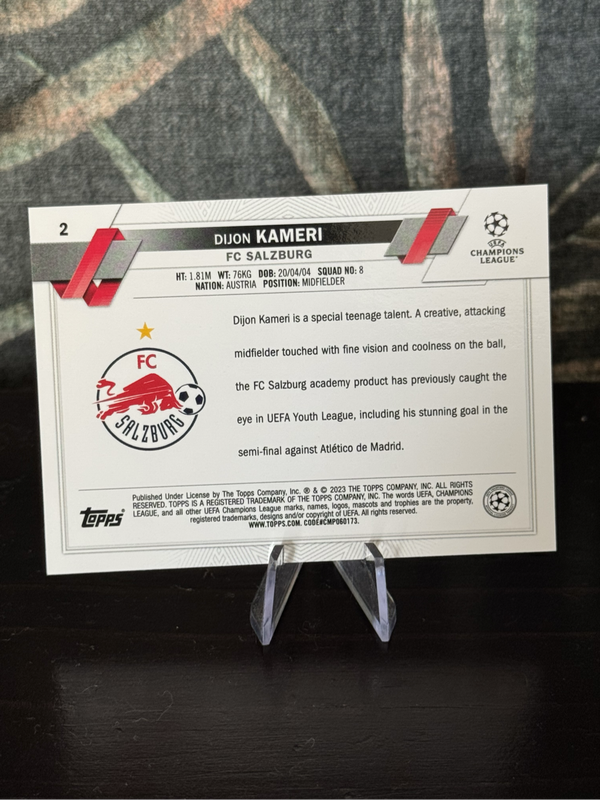 2
DIJON KAMERI
FC SALZBURG
HT: 1.81M WT: 76KG DOB: 20/04/04 SQUAD NO: 8
NATION: AUSTRIA POSITION: MIDFIELDER
UEFA
CHAMPIONS
LEAGUE
FC
SALZBURG
Dijon Kameri is a special teenage talent. A creative, attacking
midfielder touched with fine vision and coolness on the ball,
the FC Salzburg academy product has previously caught the
eye in UEFA Youth League, including his stunning goal in the
semi-final against Atlético de Madrid.
topps
Published Under License by The Topps Company, Inc. ® & © 2023 THE TOPPS COMPANY, INC. ALL RIGHTS
RESERVED. TOPPS IS A REGISTERED TRADEMARK OF THE TOPPS COMPANY, INC. The words UEFA, CHAMPIONS
LEAGUE, and all other UEFA Champions League marks, names, logos, mascots and trophies are the property,
registered trademarks, designs and/or copyright of UEFA. All rights reserved.
WWW.TOPPS.COM. CODE#CMP060173.